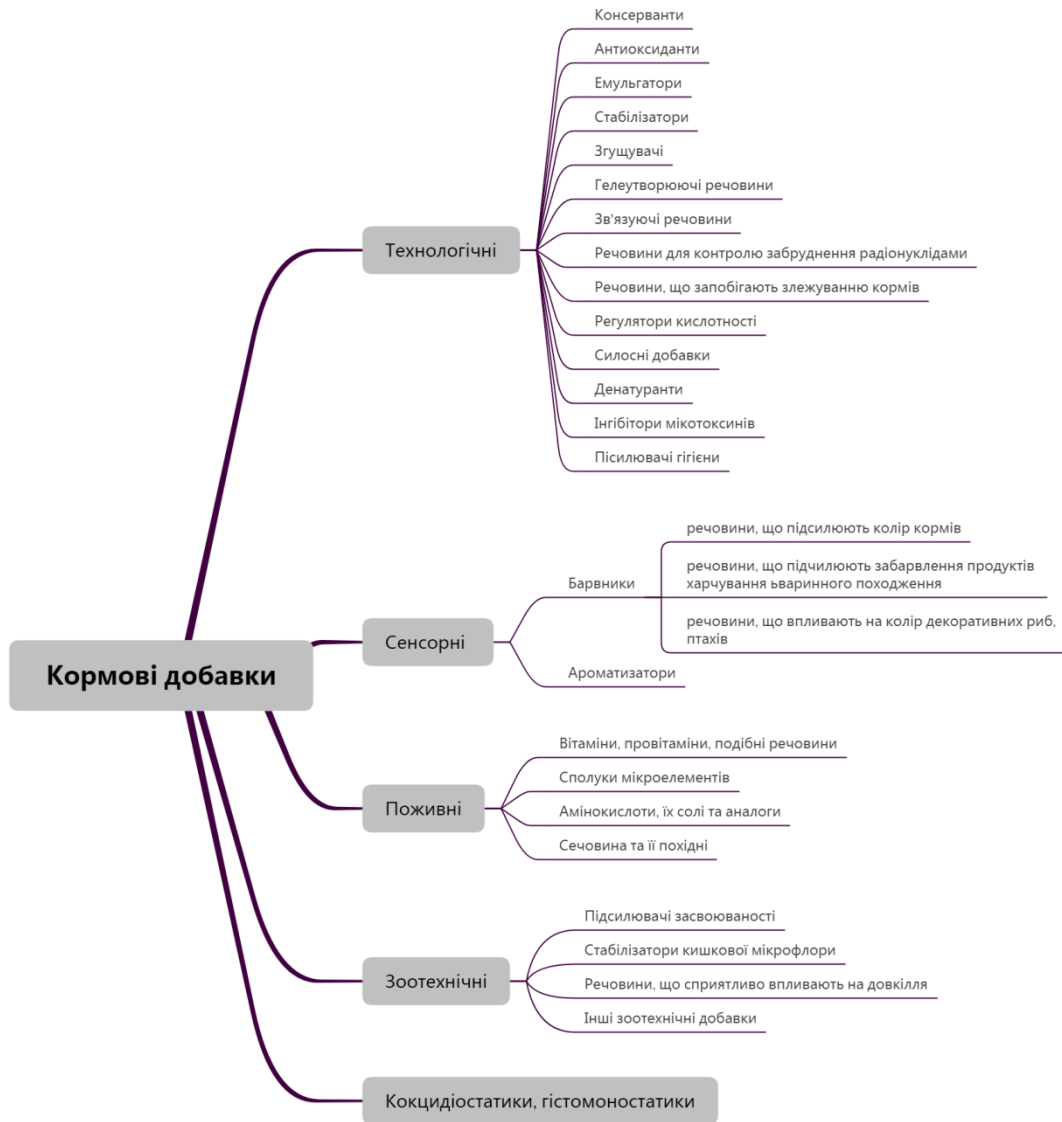 Консерванти
Антиоксиданти
Емульгатори
Стабілізатори
Згущувачі
Гелеутворюючі речовини
Зв'язуючі речовини
Речовини для контролю забруднення радіонуклідами
Речовини, що запобігають злежуванню кормів
Регулятори кислотності
Силосні добавки
Денатуранти
Інгібітори мікотоксинів
Пісилювачі гігієни
Технологічні
речовини, що підсилюють колір кормів
речовини, що підчилюють забарвлення продуктів
харчування ьваринного походження
речовини, що впливають на колір декоративних риб,
птахів
Барвники
Ароматизатори
Сенсорні
Кормові добавки
Вітаміни, провітаміни, подібні речовини
Сполуки мікроелементів
Амінокислоти, їх солі та аналоги
Сечовина та її похідні
Поживні
Підсилювачі засвоюваності
Стабілізатори кишкової мікрофлори
Речовини, що сприятливо впливають на довкілля
Інші зоотехнічні добавки
Зоотехнічні
Кокцидіостатики, гістомоностатики